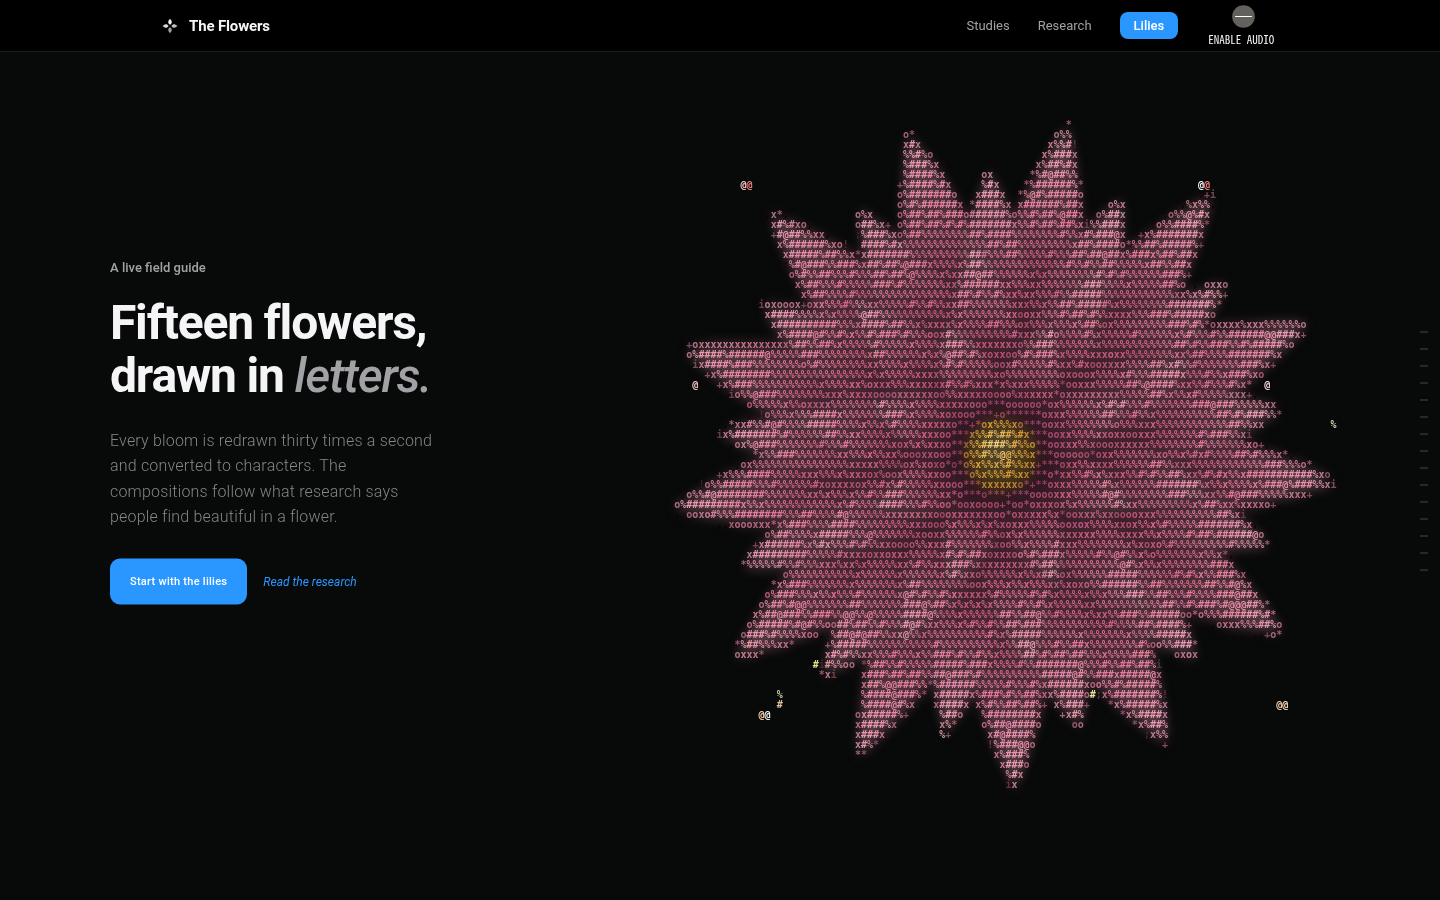 The Flowers
Studies
Research
Lilies
ENABLE AUDIO
A live field guide
Fifteen flowers,
drawn in letters.
Every bloom is redrawn thirty times a second
and converted to characters. The
compositions follow what research says
people find beautiful in a flower.
Start with the lilies
Read the research